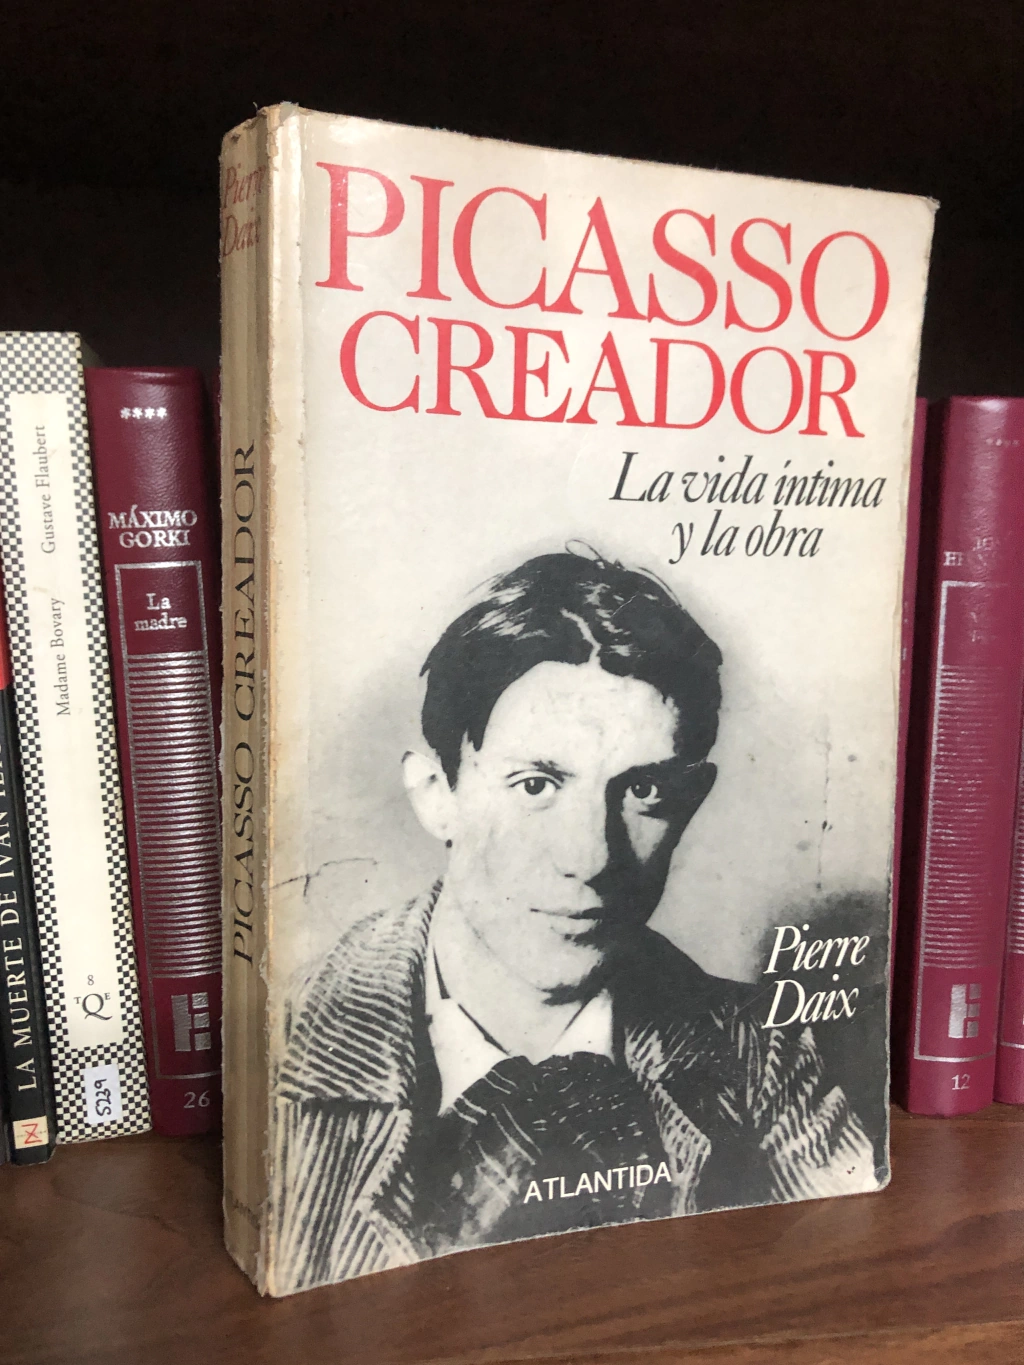 PICASSO
CREADOR
La vida íntima
y la obra
Pierre
Daix
ATLANTIDA
Pierre
Daix
PICASSO CREADOR
Gustave Flaubert
Madame Bovary
8
TQE
5239
****
MÁXIMO
GORKI
La
madre
26
LA MUERTE DE IVAN
12